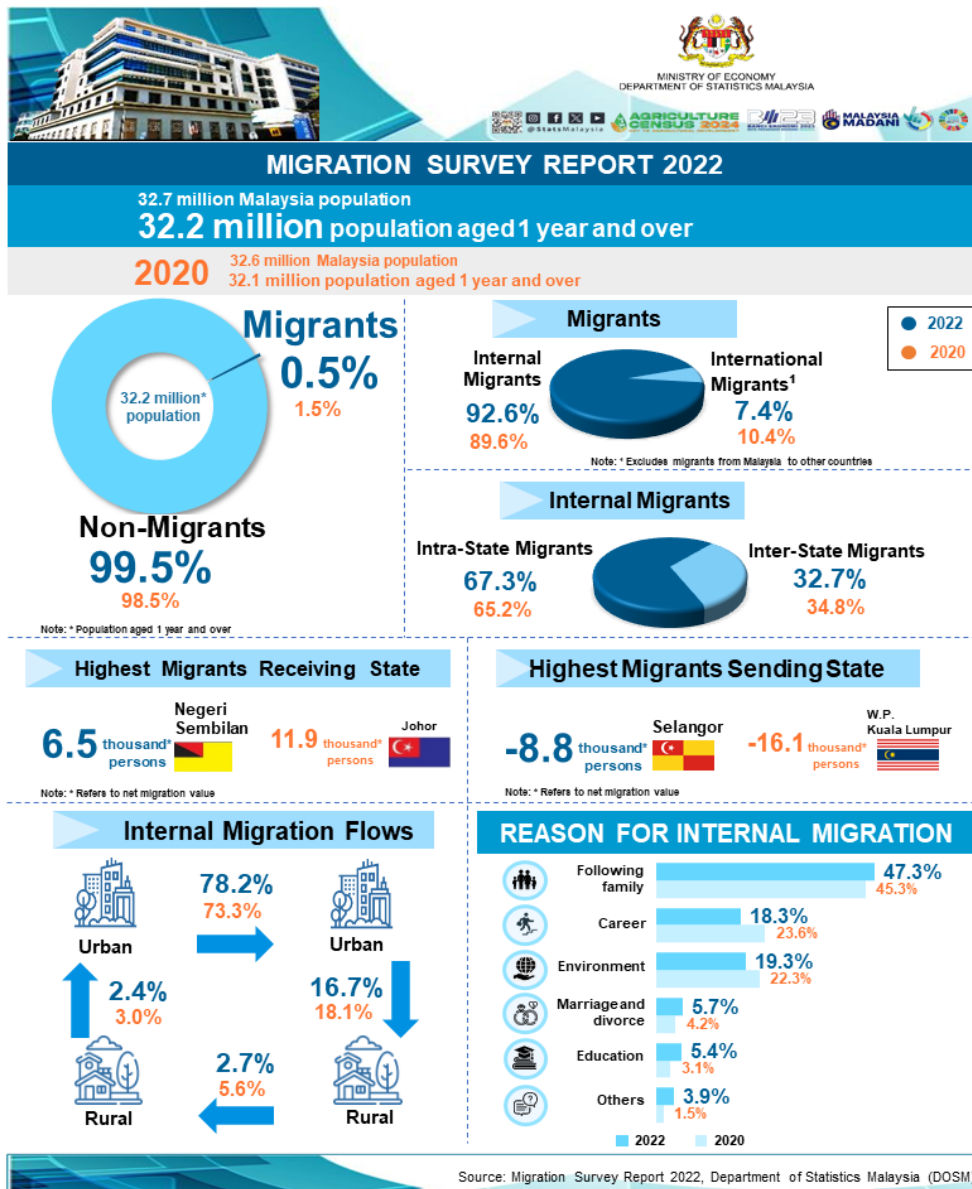 MINISTRY OF ECONOMY
DEPARTMENT OF STATISTICS MALAYSIA
@StatsMalaysia
AGRICULTURE
CENSUS 2024
MALAYSIA
MADANI
MIGRATION SURVEY REPORT 2022
32.7 million Malaysia population
32.2 million population aged 1 year and over
2020
32.6 million Malaysia population
32.1 million population aged 1 year and over
Migrants
0.5%
1.5%
32.2 million*
population
Non-Migrants
99.5%
98.5%
Note: * Population aged 1 year and over
Migrants
2022
2020
Internal
Migrants
92.6%
89.6%
International
Migrants¹
7.4%
10.4%
Note: ¹ Excludes migrants from Malaysia to other countries
Internal Migrants
Intra-State Migrants
67.3%
65.2%
Inter-State Migrants
32.7%
34.8%
Highest Migrants Receiving State
6.5 thousand*
persons
Negeri
Sembilan
11.9 thousand*
persons
Johor
Note: * Refers to net migration value
Highest Migrants Sending State
-8.8 thousand*
persons
Selangor
-16.1 thousand*
persons
W.P.
Kuala Lumpur
Note: * Refers to net migration value
Internal Migration Flows
78.2%
73.3%
Urban
Urban
2.4%
3.0%
16.7%
18.1%
2.7%
5.6%
Rural
Rural
REASON FOR INTERNAL MIGRATION
Following
family
47.3%
45.3%
Career
18.3%
23.6%
Environment
19.3%
22.3%
Marriage and
divorce
5.7%
4.2%
Education
5.4%
3.1%
Others
3.9%
1.5%
2022
2020
Source: Migration Survey Report 2022, Department of Statistics Malaysia (DOSM)